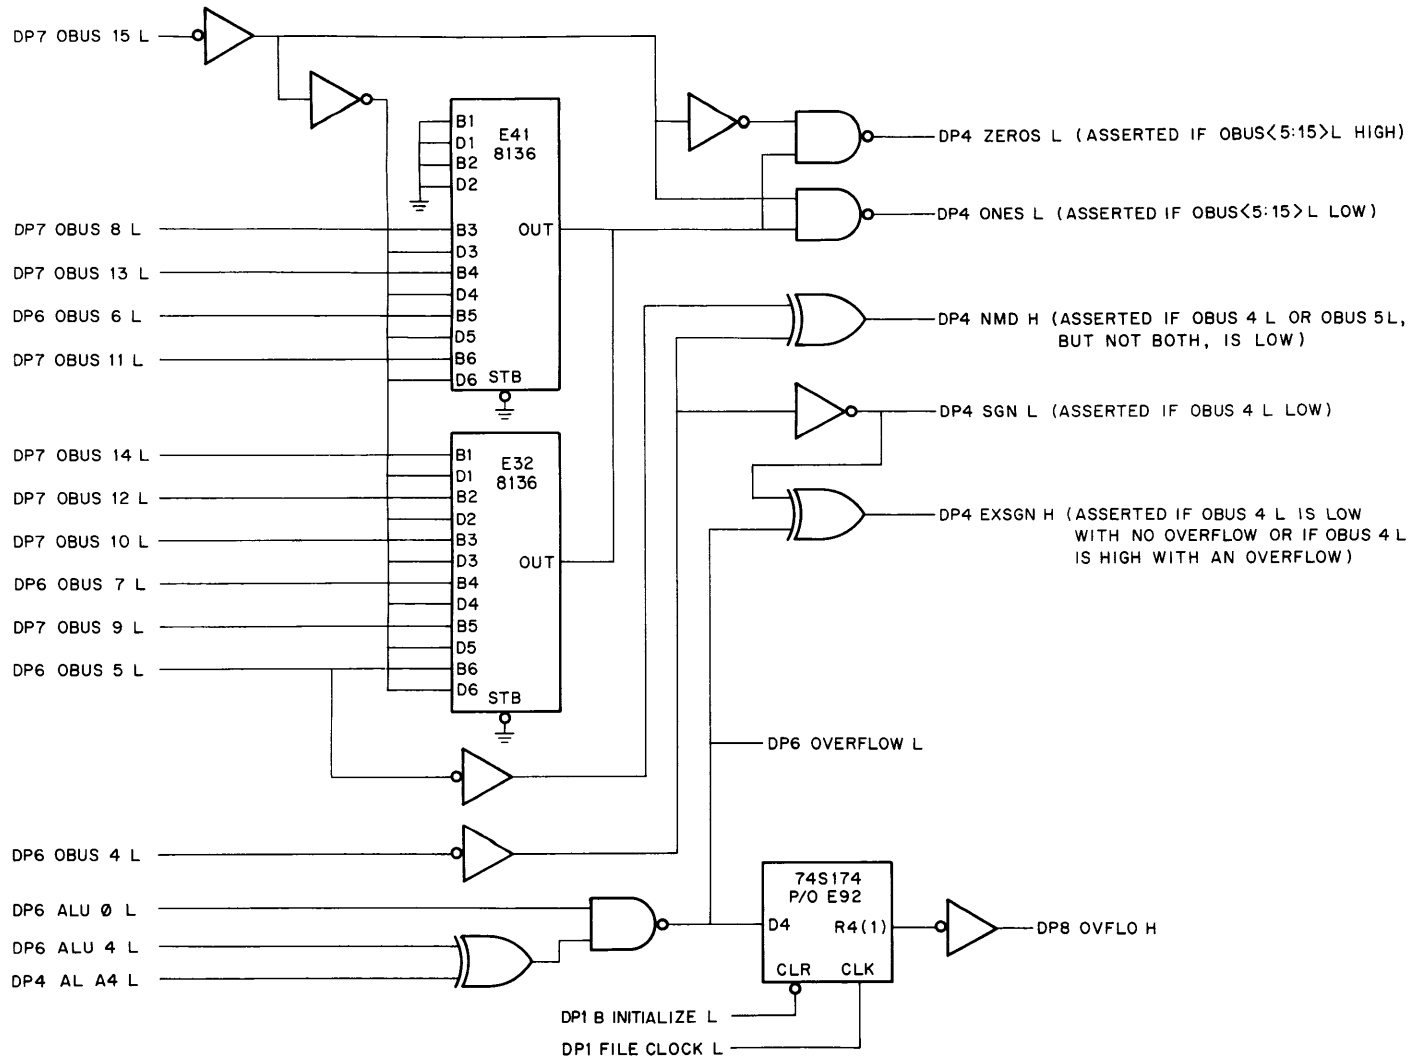 DP7 OBUS 15 L
B1
D1
B2
D2
E41
8136
DP7 OBUS 8 L
B3
OUT
D3
DP7 OBUS 13 L
B4
D4
DP6 OBUS 6 L
B5
D5
DP7 OBUS 11 L
B6
D6
STB
DP4 ZEROS L (ASSERTED IF OBUS<5:15>L HIGH)
DP4 ONES L (ASSERTED IF OBUS<5:15>L LOW)
DP4 NMD H (ASSERTED IF OBUS 4 L OR OBUS 5L,
BUT NOT BOTH, IS LOW)
DP4 SGN L (ASSERTED IF OBUS 4 L LOW)
DP4 EXSGN H (ASSERTED IF OBUS 4 L IS LOW
WITH NO OVERFLOW OR IF OBUS 4 L
IS HIGH WITH AN OVERFLOW)
DP7 OBUS 14 L
B1
E32
8136
D1
DP7 OBUS 12 L
B2
D2
DP7 OBUS 10 L
B3
D3
OUT
DP6 OBUS 7 L
B4
D4
DP7 OBUS 9 L
B5
D5
DP6 OBUS 5 L
B6
D6
STB
DP6 OVERFLOW L
DP6 OBUS 4 L
DP6 ALU Ø L
DP6 ALU 4 L
DP4 AL A4 L
74S174
P/O E92
D4
R4(1)
CLR
CLK
DP8 OVFLO H
DP1 B INITIALIZE L
DP1 FILE CLOCK L